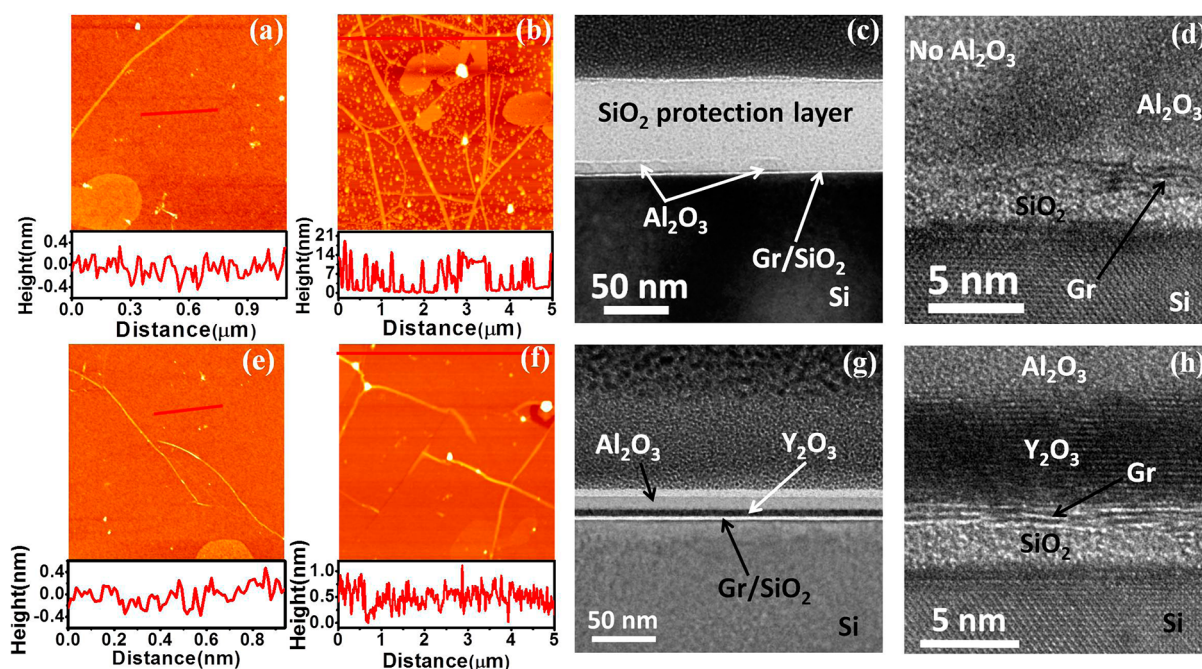 (a)
0.4
0.0
-0.4
Height(nm)
0.0 0.3 0.6 0.9
Distance(μm)
(b)
21
14
7
0
Height(nm)
0 1 2 3 4 5
Distance(μm)
(c)
SiO₂ protection layer
Al₂O₃
Gr/SiO₂
50 nm
Si
(d)
No Al₂O₃
Al₂O₃
SiO₂
5 nm
Gr
Si
(e)
0.4
0.0
-0.4
Height(nm)
0.0 0.2 0.4 0.6 0.8
Distance(nm)
(f)
1.0
0.5
0.0
Height(nm)
0 1 2 3 4 5
Distance(μm)
(g)
Al₂O₃
Y₂O₃
Gr/SiO₂
50 nm
Si
(h)
Al₂O₃
Y₂O₃
Gr
SiO₂
5 nm
Si